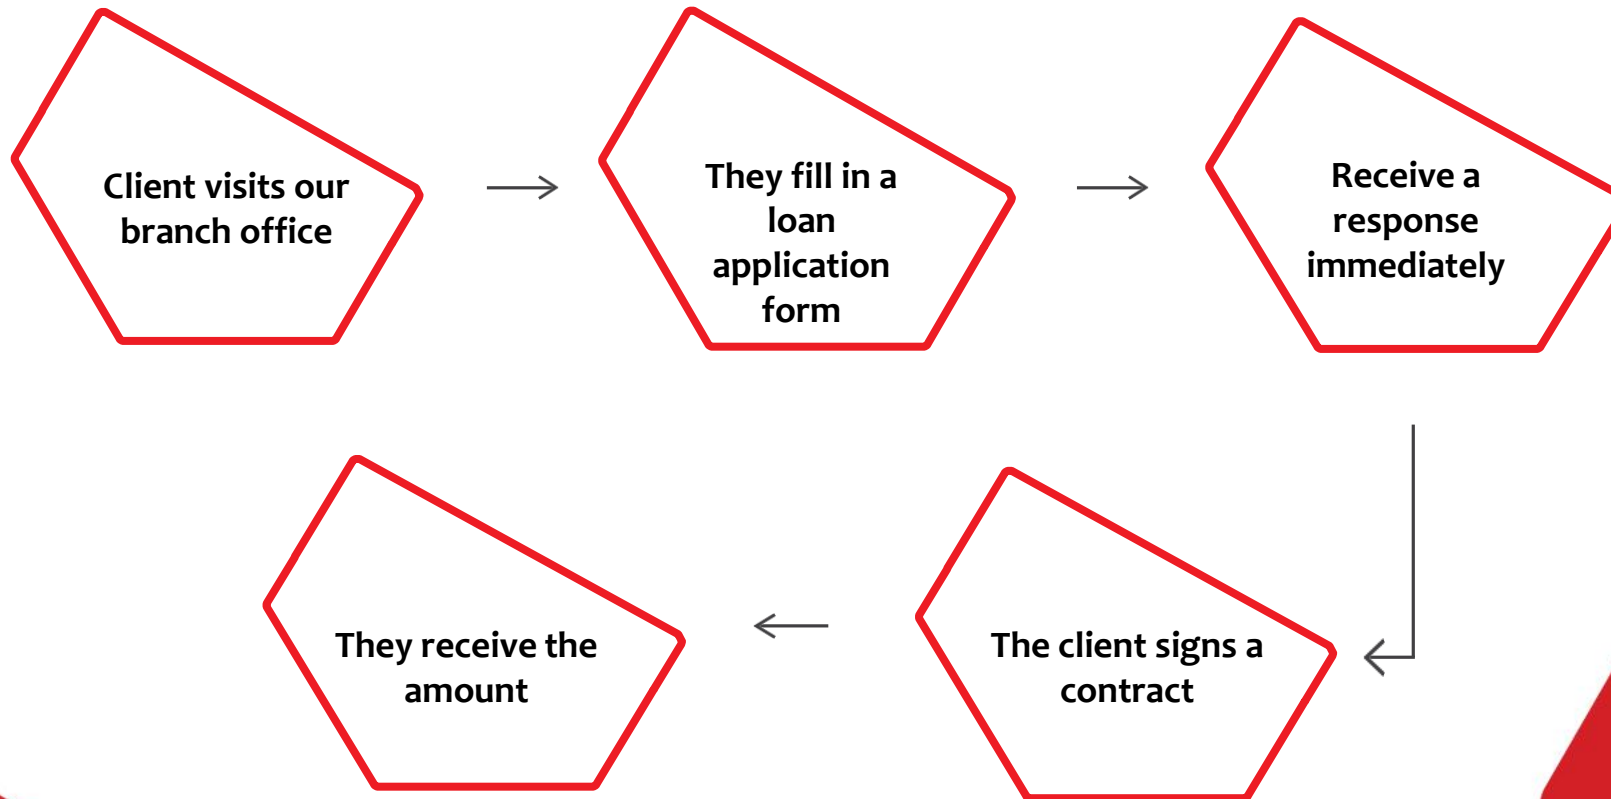 Client visits our
branch office
They fill in a
loan
application
form
Receive a
response
immediately
The client signs a
contract
They receive the
amount